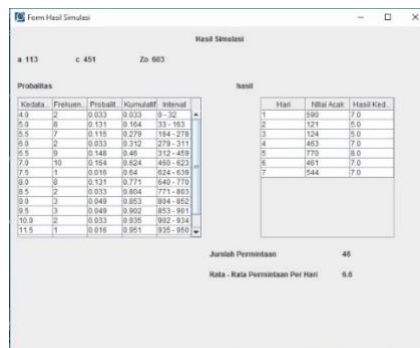 Form Hasil Simulasi
Hasil Simulasi
a 113 c 451 Zo 603
Probalitas
Kedata... Frekuen... Probalit... Kumulatif Interval
4.0 2 0.033 0.033 0 - 32
5.0 8 0.131 0.164 33 - 163
5.5 7 0.115 0.279 164 - 278
6.0 2 0.033 0.312 279 - 311
6.5 9 0.148 0.46 312 - 459
7.0 10 0.164 0.624 460 - 623
7.5 1 0.016 0.64 624 - 639
8.0 8 0.131 0.771 640 - 770
8.5 2 0.033 0.804 771 - 803
9.0 3 0.049 0.853 804 - 852
9.5 3 0.049 0.902 853 - 901
10.0 2 0.033 0.935 902 - 934
11.5 1 0.016 0.951 935 - 950
hasil
Hari Nilai Acak Hasil Ked...
1 590 7.0
2 121 5.0
3 124 5.0
4 463 7.0
5 770 8.0
6 461 7.0
7 544 7.0
Jumlah Permintaan 46
Rata - Rata Permintaan Per Hari 6.6